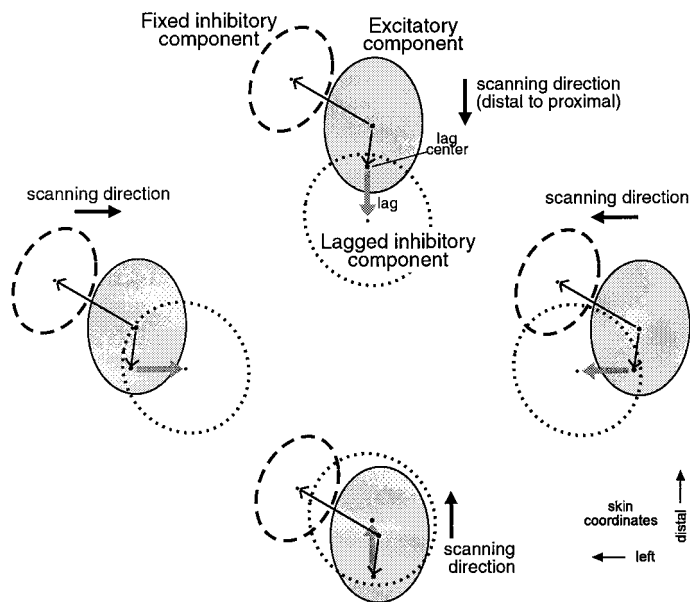 Fixed inhibitory
component
Excitatory
component
scanning direction
(distal to proximal)
lag
center
lag
Lagged inhibitory
component
scanning direction
scanning direction
scanning
direction
skin
coordinates
distal
left